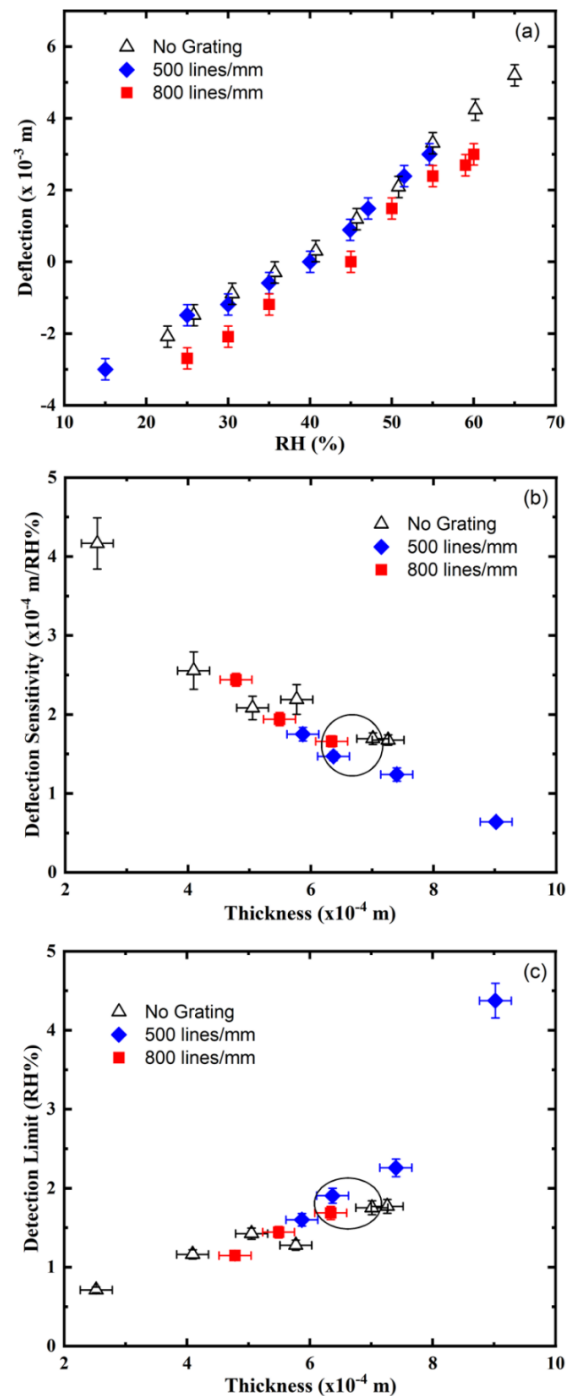 (a)
No Grating
500 lines/mm
800 lines/mm
6
4
2
0
-2
-4
Deflection (x 10⁻³ m)
10 20 30 40 50 60 70
RH (%)
(b)
No Grating
500 lines/mm
800 lines/mm
5
4
3
2
1
0
Deflection Sensitivity (x10⁻⁴ m/RH%)
2 4 6 8 10
Thickness (x10⁻⁴ m)
(c)
No Grating
500 lines/mm
800 lines/mm
5
4
3
2
1
0
Detection Limit (RH%)
2 4 6 8 10
Thickness (x10⁻⁴ m)